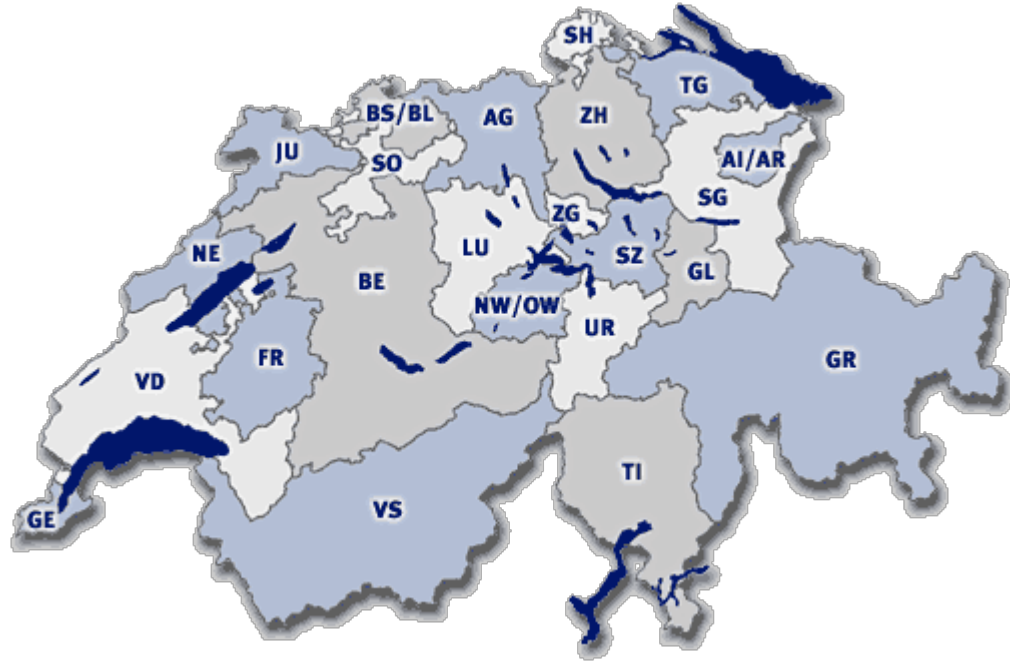 SH
TG
BS/BL
AG
ZH
JU
SO
AI/AR
SG
ZG
NE
LU
SZ
BE
GL
NW/OW
UR
FR
GR
VD
TI
VS
GE